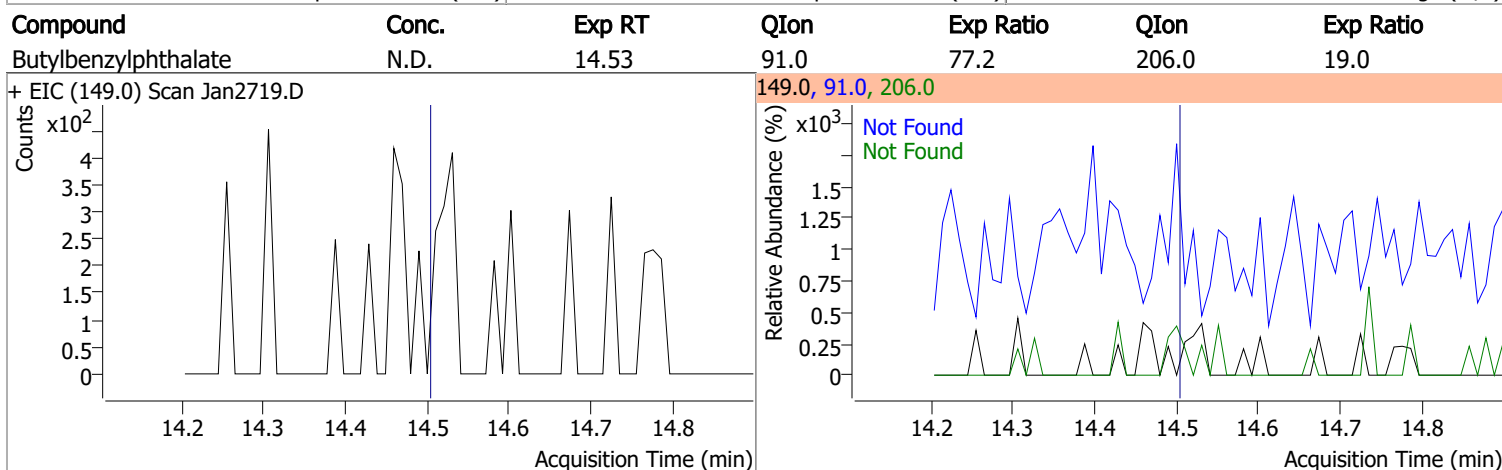 Compound Conc. Exp RT QIon Exp Ratio QIon Exp Ratio
Butylbenzylphthalate N.D. 14.53 91.0 77.2 206.0 19.0
+ EIC (149.0) Scan Jan2719.D
Counts
x10²
4
3.5
3
2.5
2
1.5
1
0.5
0
14.2 14.3 14.4 14.5 14.6 14.7 14.8
Acquisition Time (min)
149.0, 91.0, 206.0
Relative Abundance (%)
x10³
Not Found
Not Found
1.5
1.25
1
0.75
0.5
0.25
0
14.2 14.3 14.4 14.5 14.6 14.7 14.8
Acquisition Time (min)